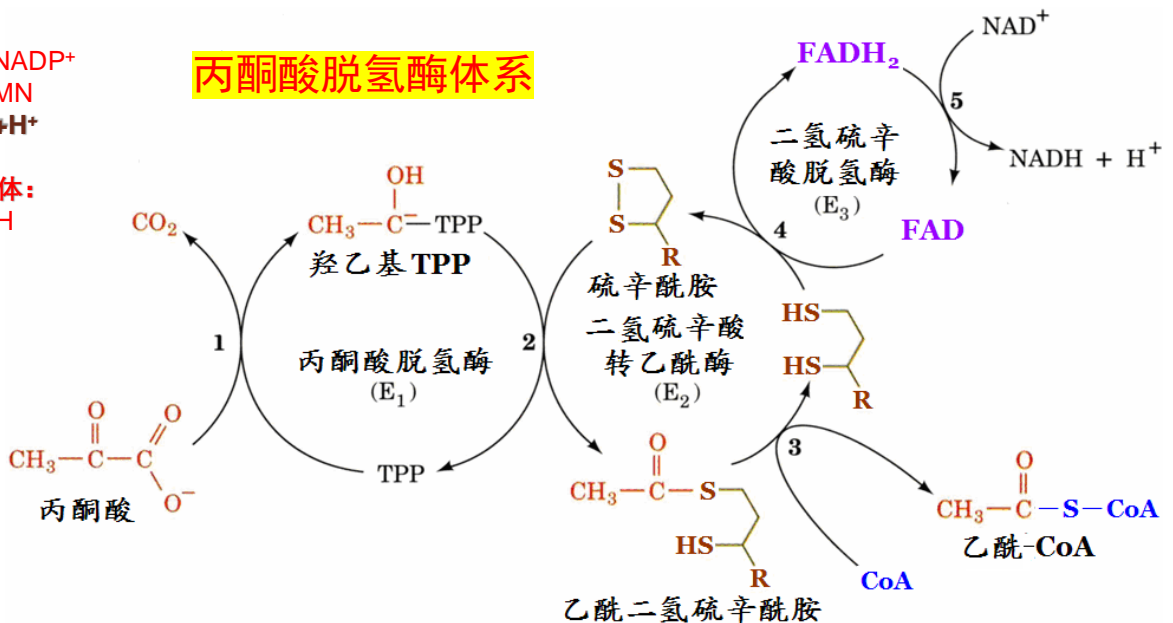 丙酮酸脱氢酶体系
NADP⁺
MN
+H⁺
体：
H
NAD⁺
FADH₂
5
二氢硫辛
酸脱氢酶
(E₃)
NADH + H⁺
FAD
4
CO₂
OH
CH₃—C⁻—TPP
羟乙基TPP
S
S
R
硫辛酰胺
1
2
丙酮酸脱氢酶
(E₁)
二氢硫辛酸
转乙酰酶
(E₂)
HS
HS
R
O O
CH₃—C—C
O⁻
丙酮酸
TPP
3
O
CH₃—C—S
HS
R
乙酰二氢硫辛酰胺
CoA
O
CH₃—C—S—CoA
乙酰-CoA